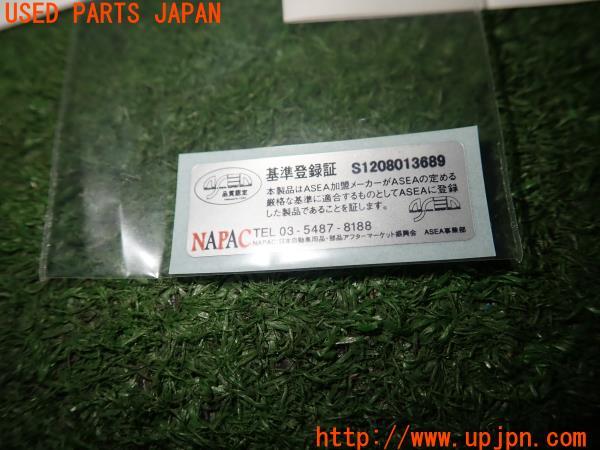 USED PARTS JAPAN
基準登録証 S1208013689
品質認定
本製品はASEA加盟メーカーがASEAの定める
厳格な基準に適合するものとしてASEAに登録
した製品であることを証します。
NAPAC TEL 03-5487-8188
NAPAC:日本自動車用品・部品アフターマーケット振興会 ASEA事務部
http://www.upjpn.com/